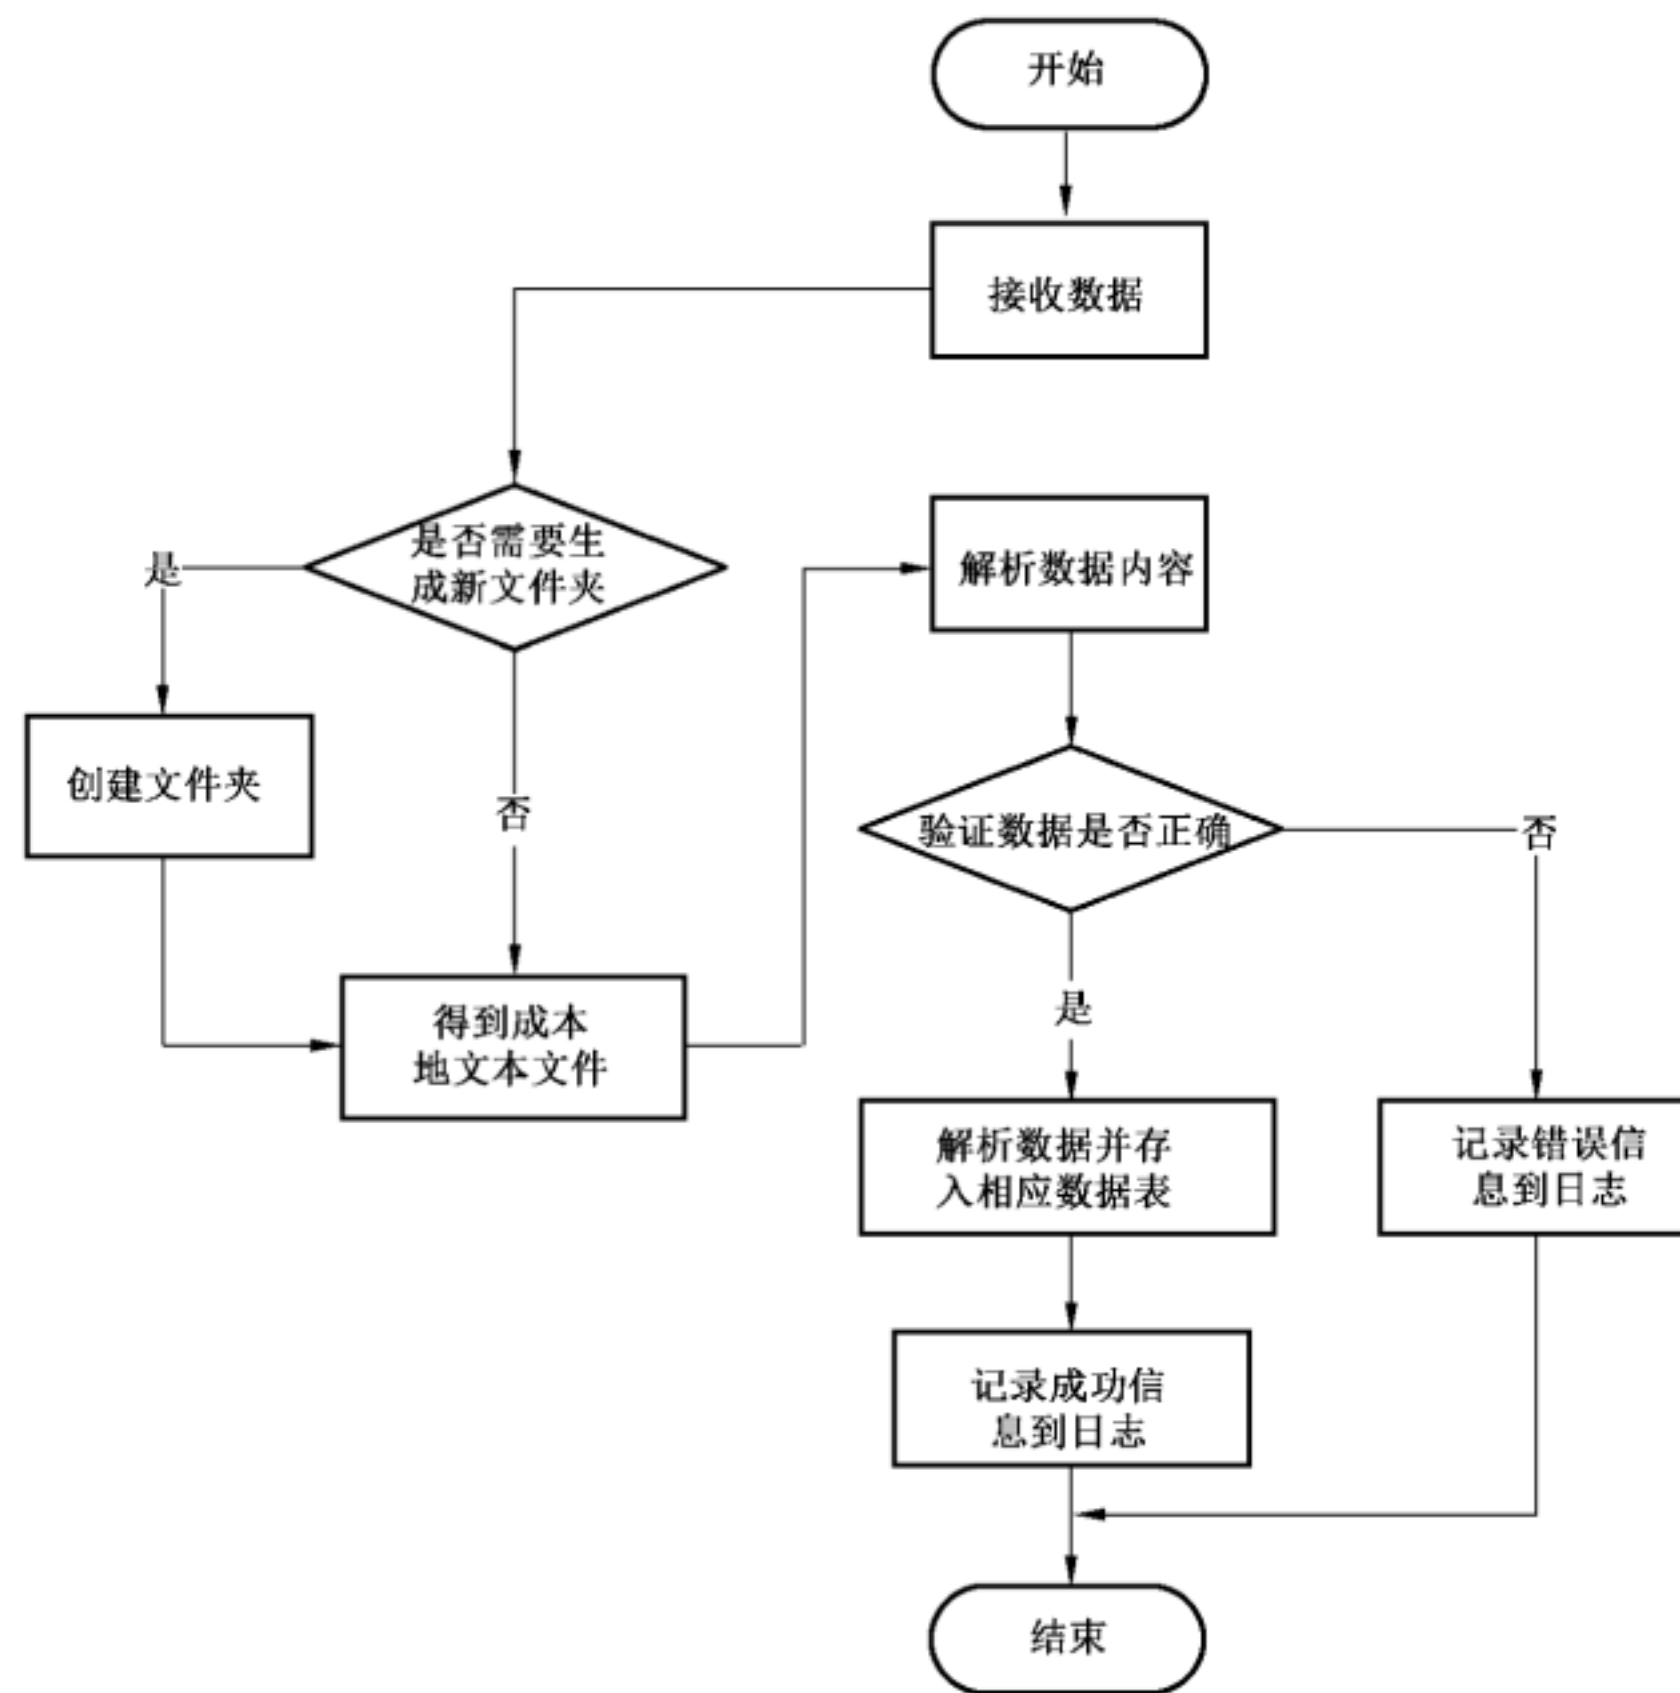 开始
接收数据
是否需要生
成新文件夹
是
否
创建文件夹
得到成本
地文本文件
解析数据内容
验证数据是否正确
否
是
解析数据并存
入相应数据表
记录错误信
息到日志
记录成功信
息到日志
结束